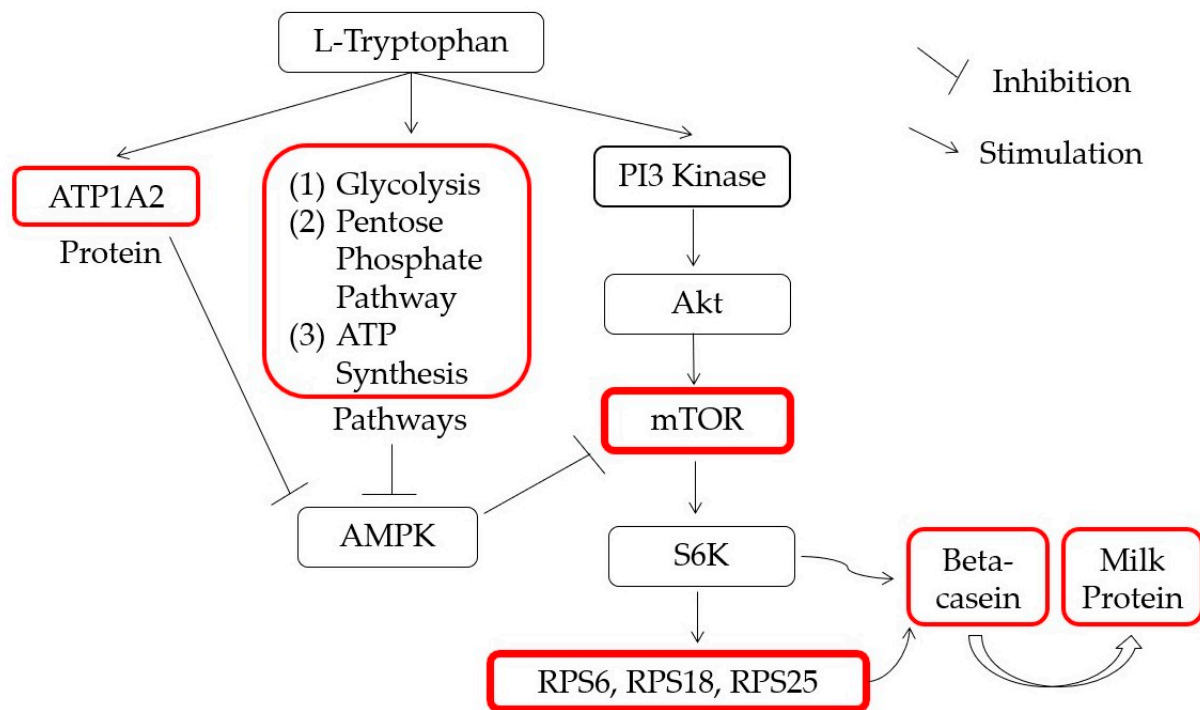 L-Tryptophan
Inhibition
Stimulation
ATP1A2
Protein
(1) Glycolysis
(2) Pentose
Phosphate
Pathway
(3) ATP
Synthesis
Pathways
PI3 Kinase
Akt
mTOR
AMPK
S6K
Beta-
casein
Milk
Protein
RPS6, RPS18, RPS25